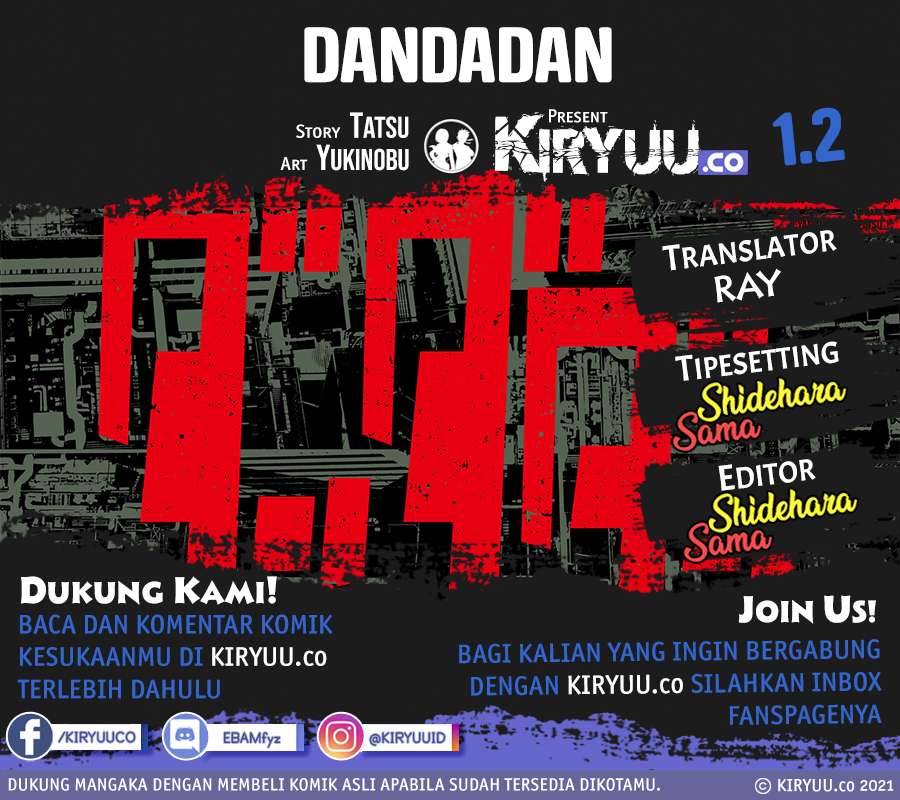 DANDADAN
STORY TATSU
ART YUKINOBU
PRESENT
KIRYUU.CO
1.2
TRANSLATOR
RAY
TIPESETTING
Shidehara
Sama
EDITOR
Shidehara
Sama
DUKUNG KAMI!
BACA DAN KOMENTAR KOMIK
KESUKAANMU DI KIRYUU.CO
TERLEBIH DAHULU
JOIN US!
BAGI KALIAN YANG INGIN BERGABUNG
DENGAN KIRYUU.CO SILAHKAN INBOX
FANSPAGENYA
/KIRYUUCO
EBAMfyz
@KIRYUUID
DUKUNG MANGAKA DENGAN MEMBELI KOMIK ASLI APABILA SUDAH TERSEDIA DIKOTAMU.
© KIRYUU.CO 2021